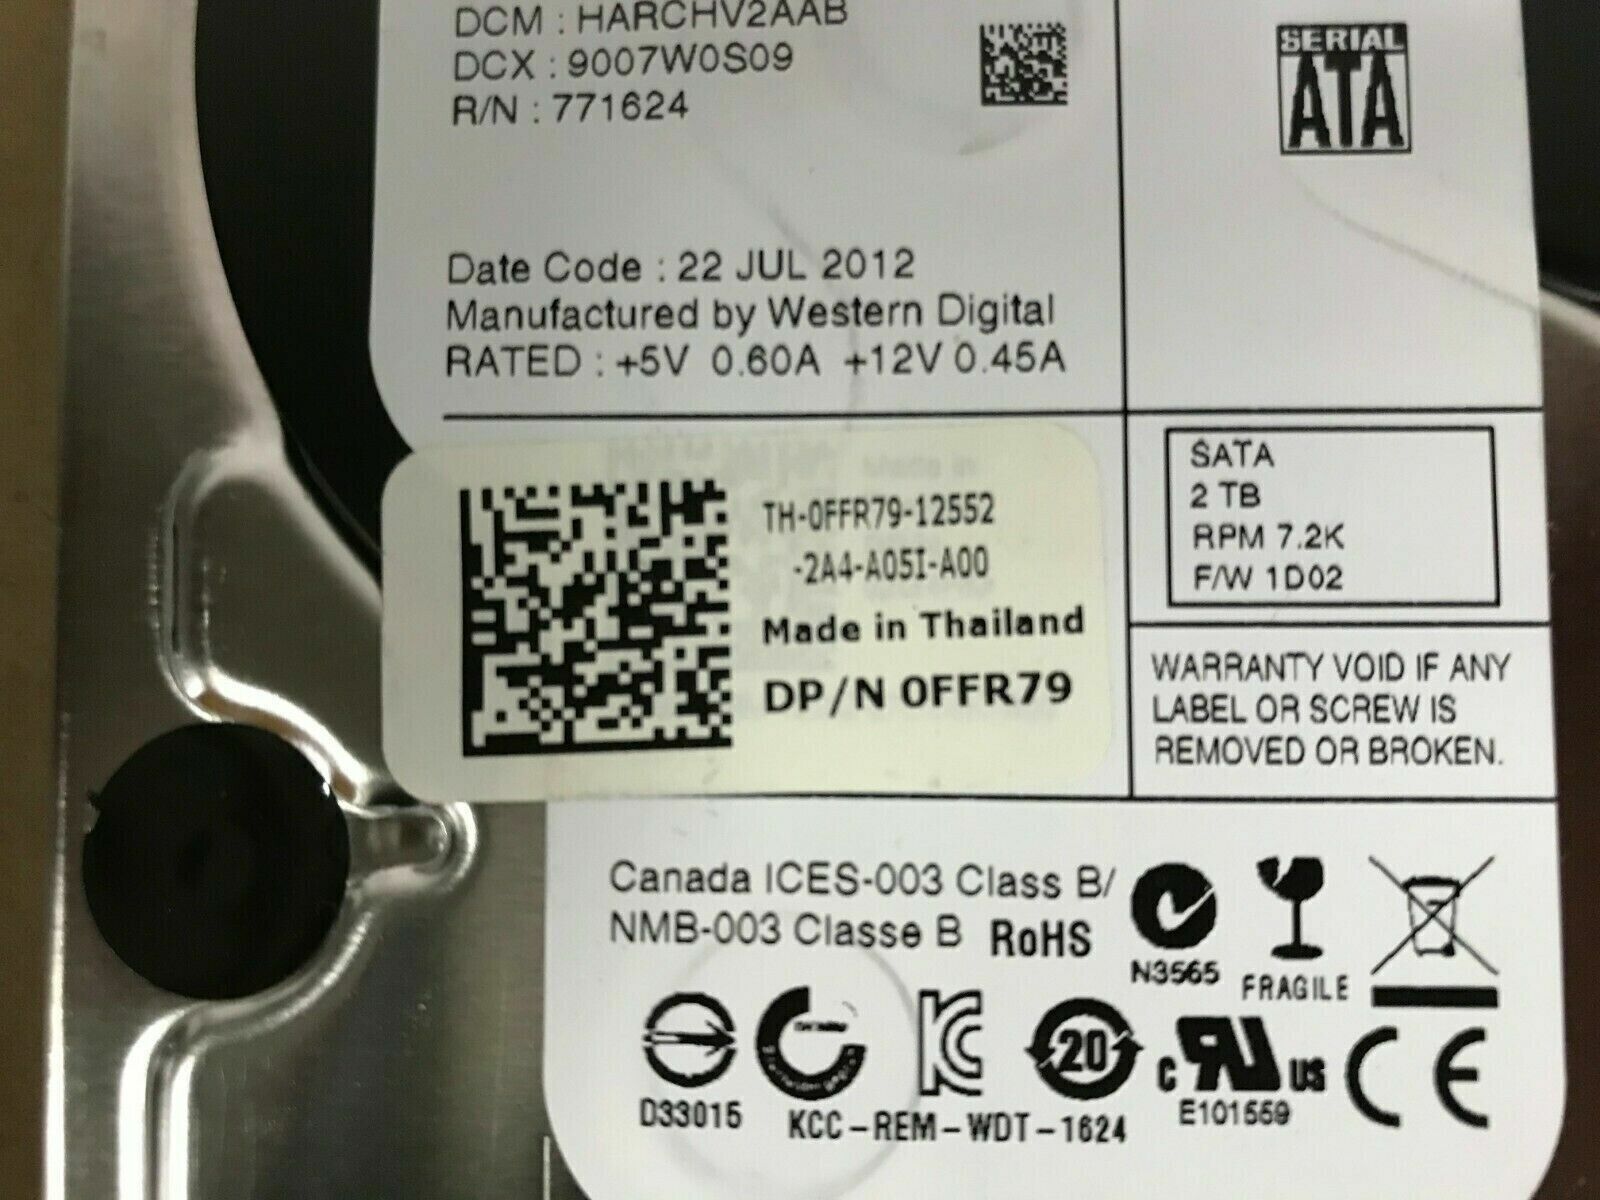 DCM : HARCHV2AAB
DCX : 9007W0S09
R/N : 771624
SERIAL
ATA
Date Code : 22 JUL 2012
Manufactured by Western Digital
RATED : +5V 0.60A +12V 0.45A
TH-0FFR79-12552
-2A4-A05I-A00
Made in Thailand
DP/N 0FFR79
SATA
2 TB
RPM 7.2K
F/W 1D02
WARRANTY VOID IF ANY
LABEL OR SCREW IS
REMOVED OR BROKEN.
Canada ICES-003 Class B/
NMB-003 Classe B RoHS
N3565
FRAGILE
D33015
KCC-REM-WDT-1624
20
c RU US
E101559
CE